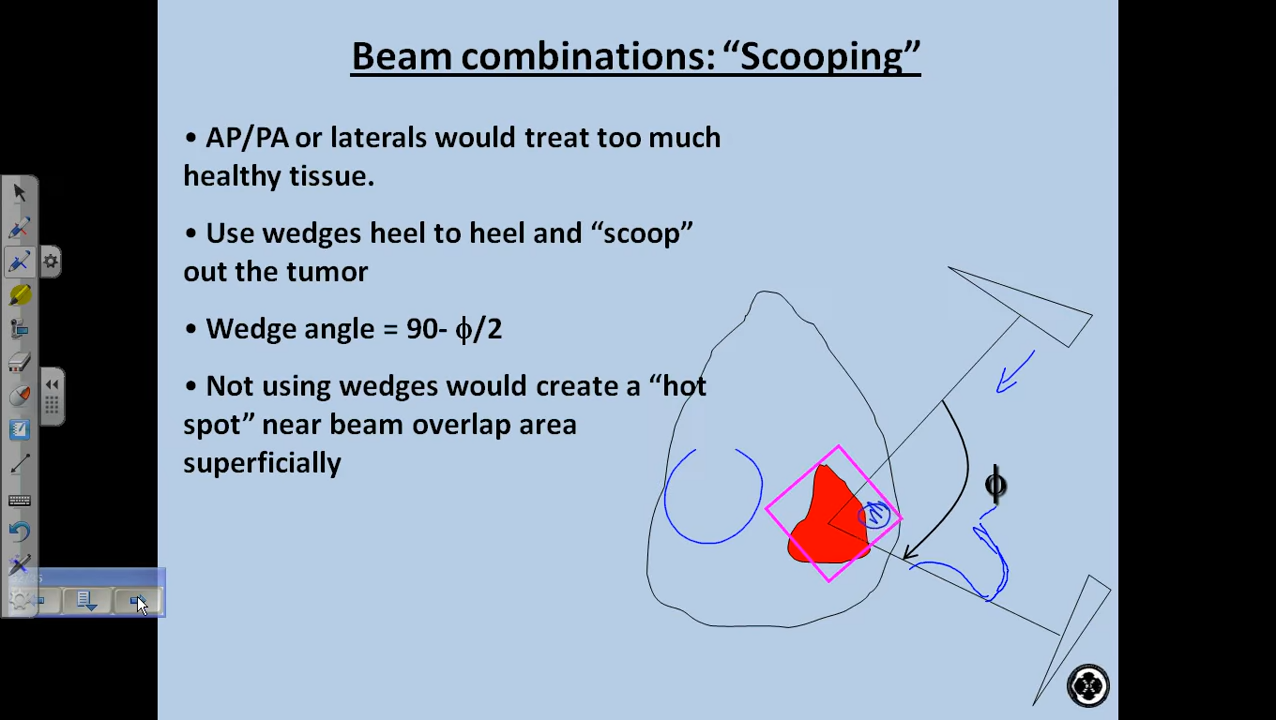 Beam combinations: “Scooping”
• AP/PA or laterals would treat too much
healthy tissue.
• Use wedges heel to heel and “scoop”
out the tumor
• Wedge angle = 90- ϕ/2
• Not using wedges would create a “hot
spot” near beam overlap area
superficially
ϕ